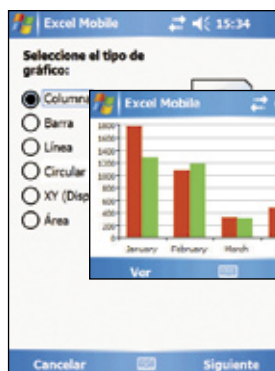 Excel Mobile 15:34
Seleccione el tipo de
gráfico:
Columna
Barra
Línea
Circular
XY (Disp
Área
Cancelar Siguiente
Excel Mobile
1800
1600
1400
1200
1000
800
600
400
200
0
January February March
Ver